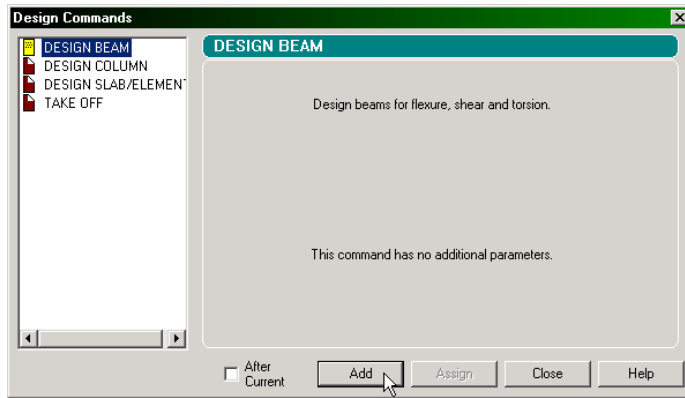 Design Commands
DESIGN BEAM
DESIGN COLUMN
DESIGN SLAB/ELEMENT
TAKE OFF
DESIGN BEAM
Design beams for flexure, shear and torsion.
This command has no additional parameters.
After
Current
Add
Assign
Close
Help